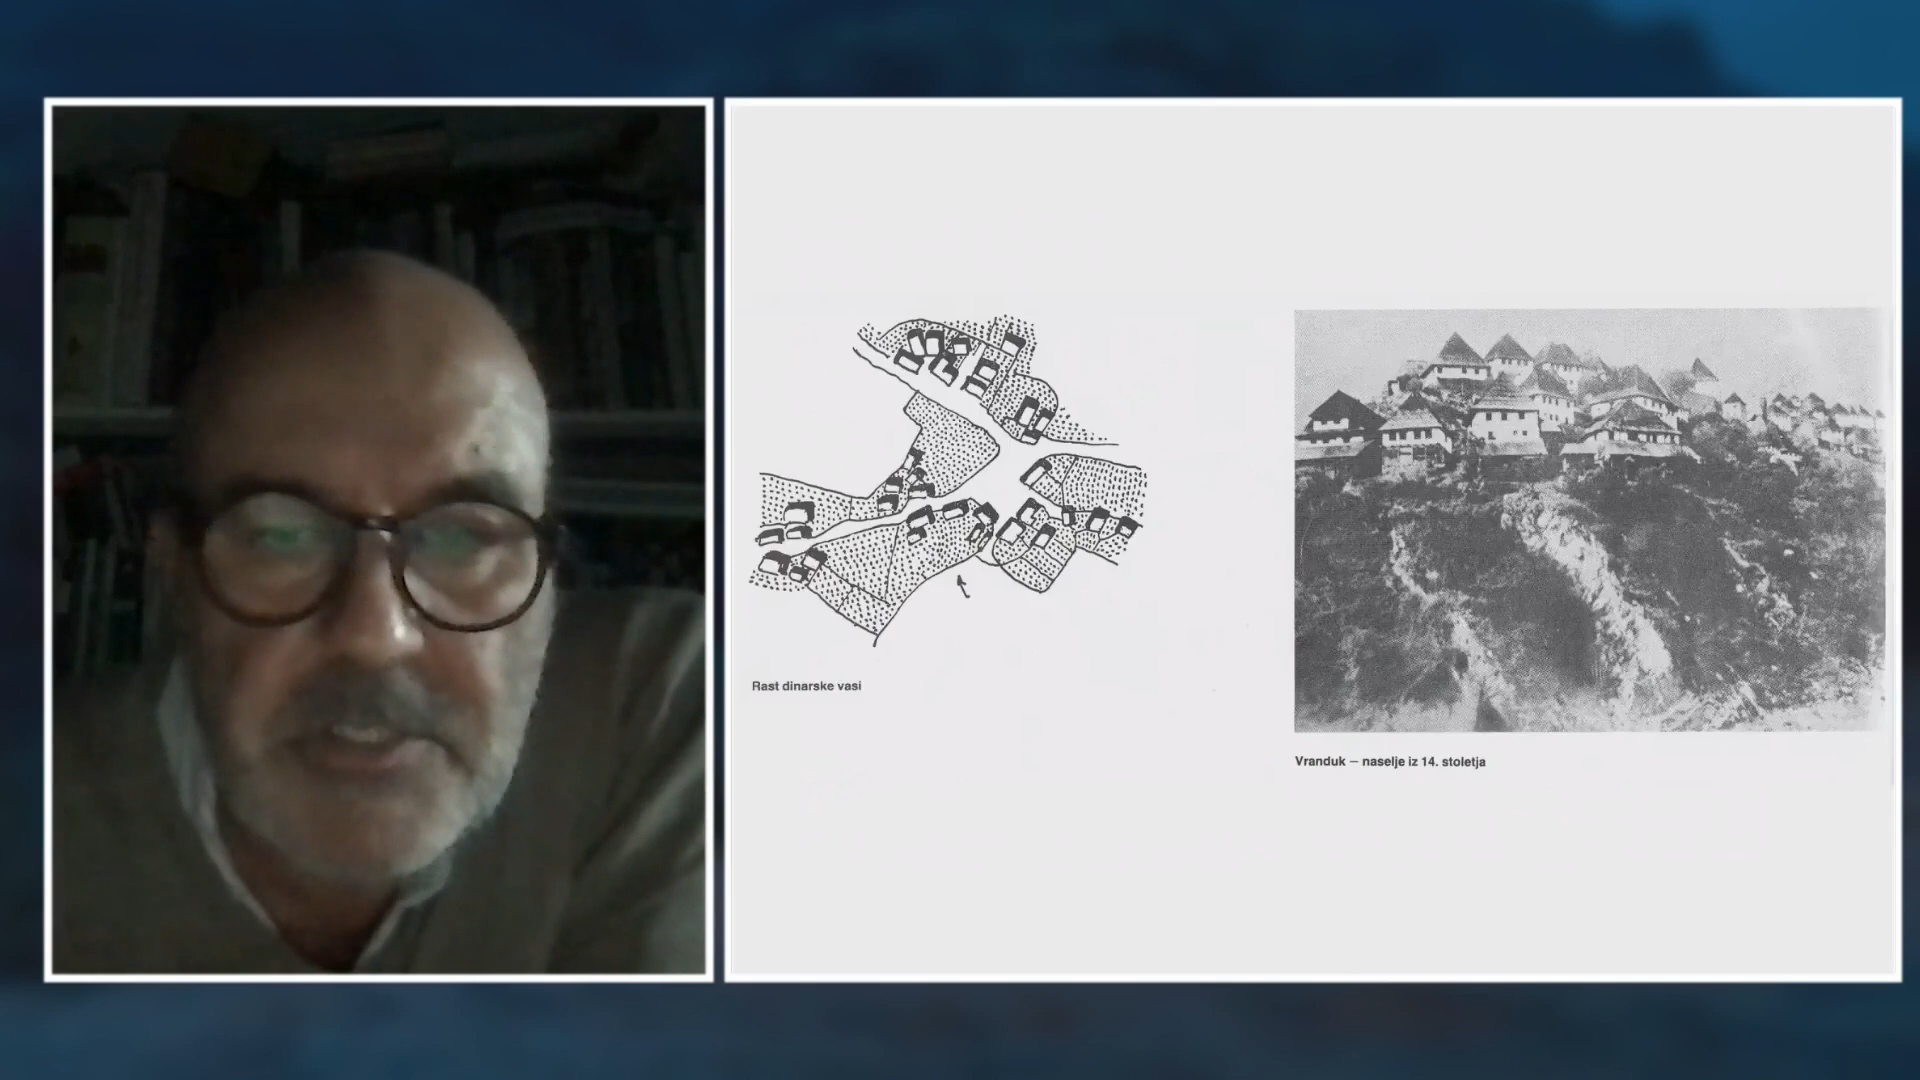 Rast dinarske vasi
Vranduk – naselje iz 14. stoletja